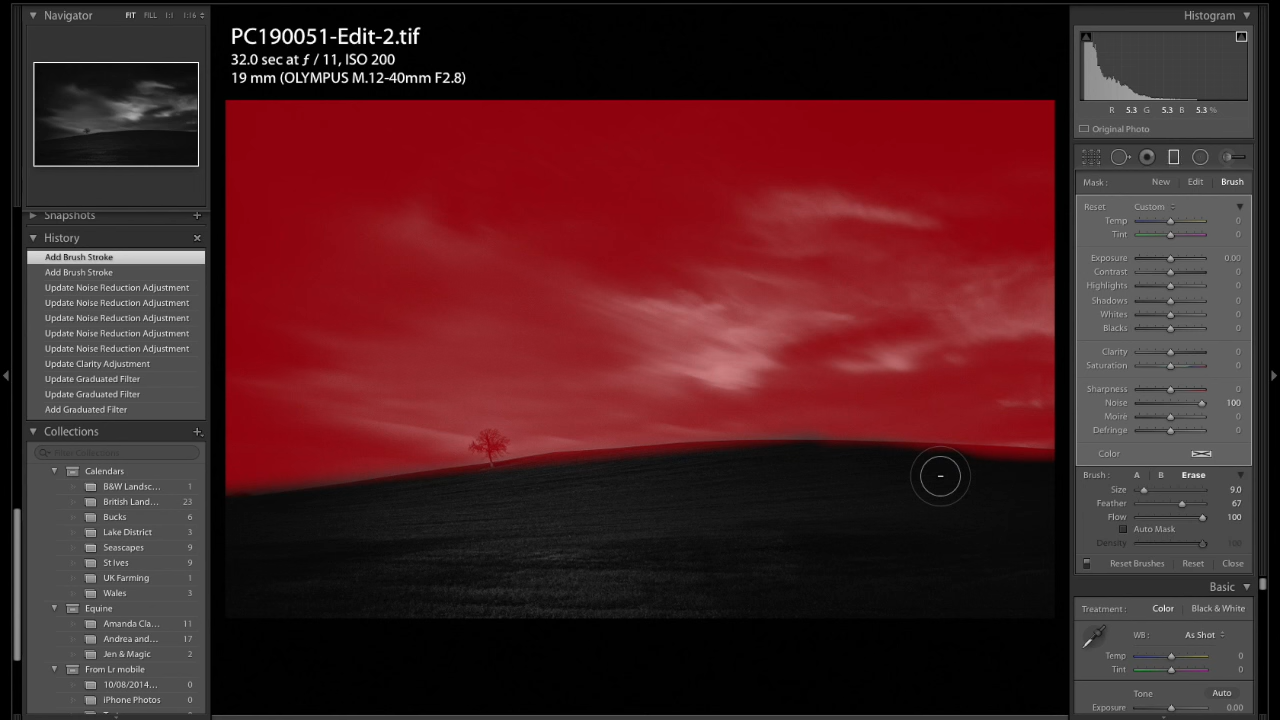 Navigator FIT FILL 1:1 1:16
Snapshots +
History ×
Add Brush Stroke
Add Brush Stroke
Update Noise Reduction Adjustment
Update Noise Reduction Adjustment
Update Noise Reduction Adjustment
Update Noise Reduction Adjustment
Update Noise Reduction Adjustment
Update Clarity Adjustment
Update Graduated Filter
Update Graduated Filter
Add Graduated Filter
Collections +
Filter Collections
Calendars
B&W Landsc... 1
British Land... 23
Bucks 6
Lake District 3
Seascapes 9
St Ives 9
UK Farming 1
Wales 3
Equine
Amanda Cla... 11
Andrea and... 17
Jen & Magic 2
From Lr mobile
10/08/2014... 0
iPhone Photos 0
PC190051-Edit-2.tif
32.0 sec at ƒ / 11, ISO 200
19 mm (OLYMPUS M.12-40mm F2.8)
Histogram
R 5.3 G 5.3 B 5.3 %
Original Photo
Mask : New Edit Brush
Reset Custom
Temp 0
Tint 0
Exposure 0.00
Contrast 0
Highlights 0
Shadows 0
Whites 0
Blacks 0
Clarity 0
Saturation 0
Sharpness 0
Noise 100
Moire 0
Defringe 0
Color
Brush : A B Erase
Size 9.0
Feather 67
Flow 100
Auto Mask
Density 100
Reset Brushes Reset Close
Basic
Treatment : Color Black & White
WB : As Shot
Temp 0
Tint 0
Tone Auto
Exposure 0.00